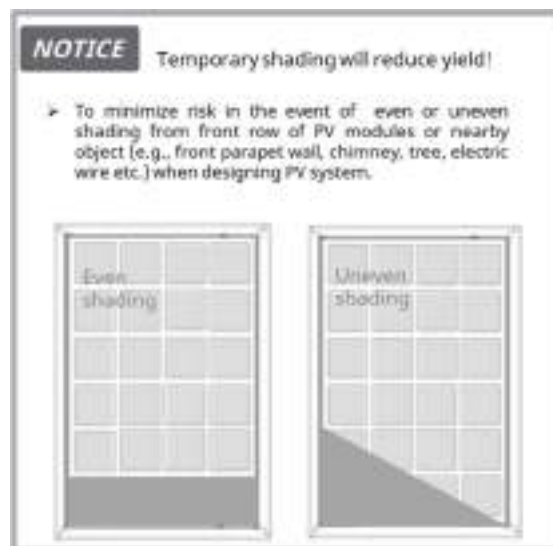 NOTICE Temporary shading will reduce yield!
➢ To minimize risk in the event of even or uneven
shading from front row of PV modules or nearby
object [e.g., front parapet wall, chimney, tree, electric
wire etc.] when designing PV system.
Even Uneven
shading shading